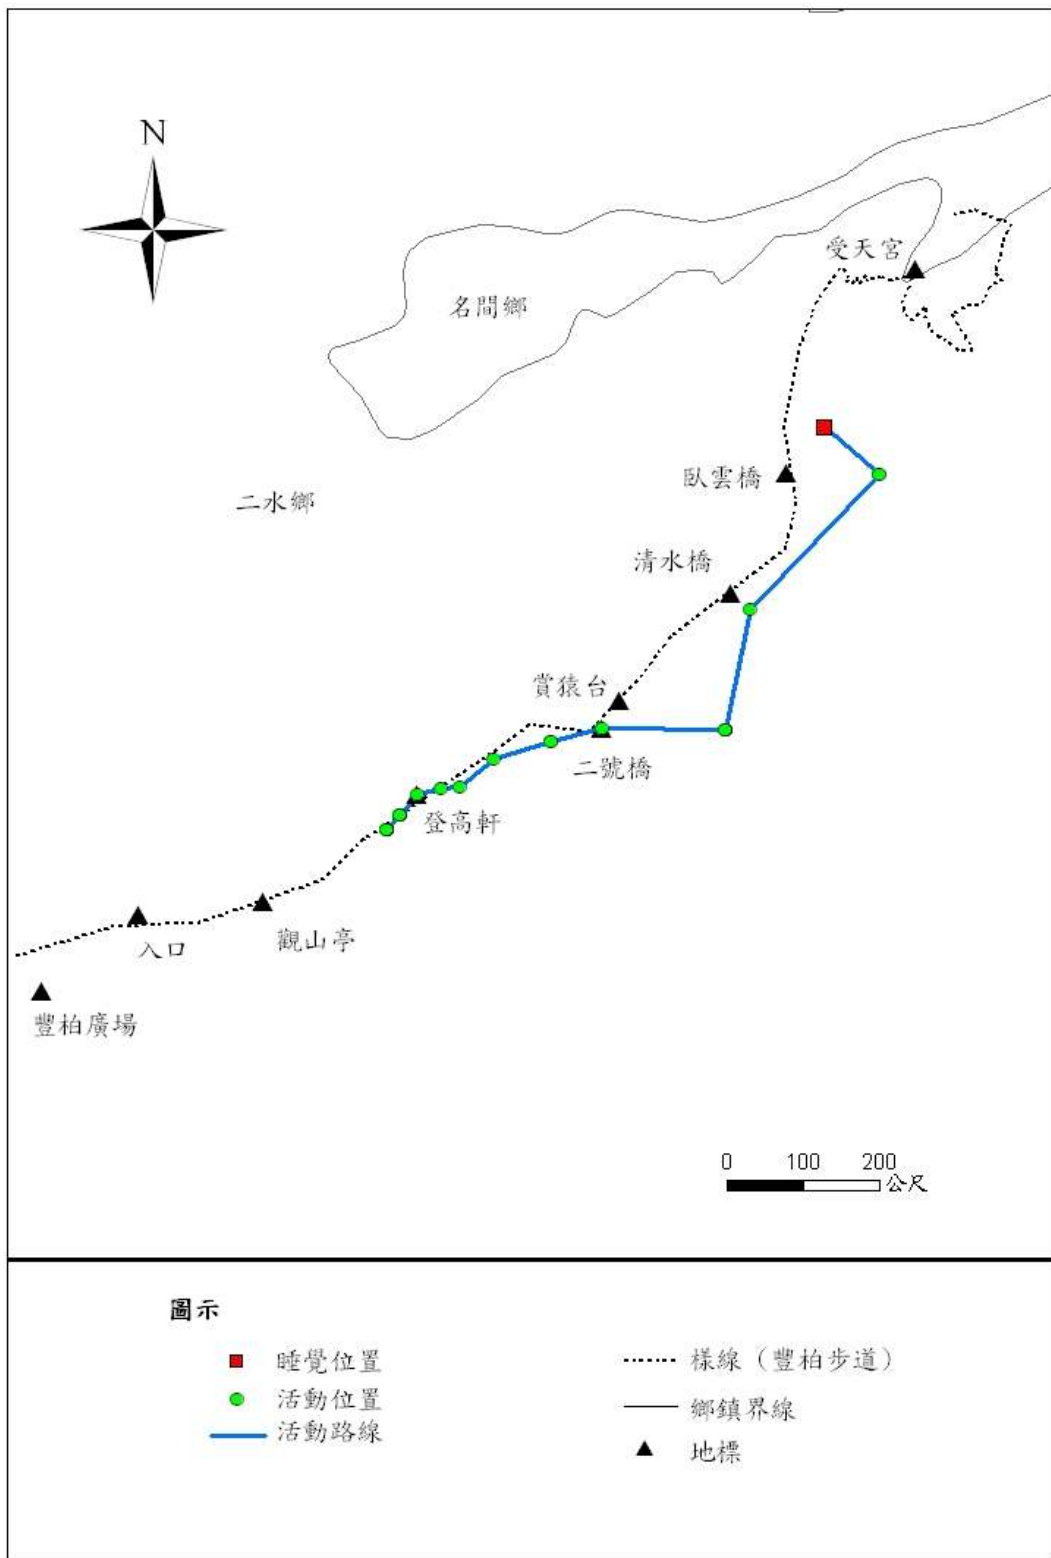 N
受天宮
名間鄉
臥雲橋
二水鄉
清水橋
賞猿台
二號橋
登高軒
觀山亭
入口
豐柏廣場
0 100 200
公尺
圖示
睡覺位置
活動位置
活動路線
樣線（豐柏步道）
鄉鎮界線
地標